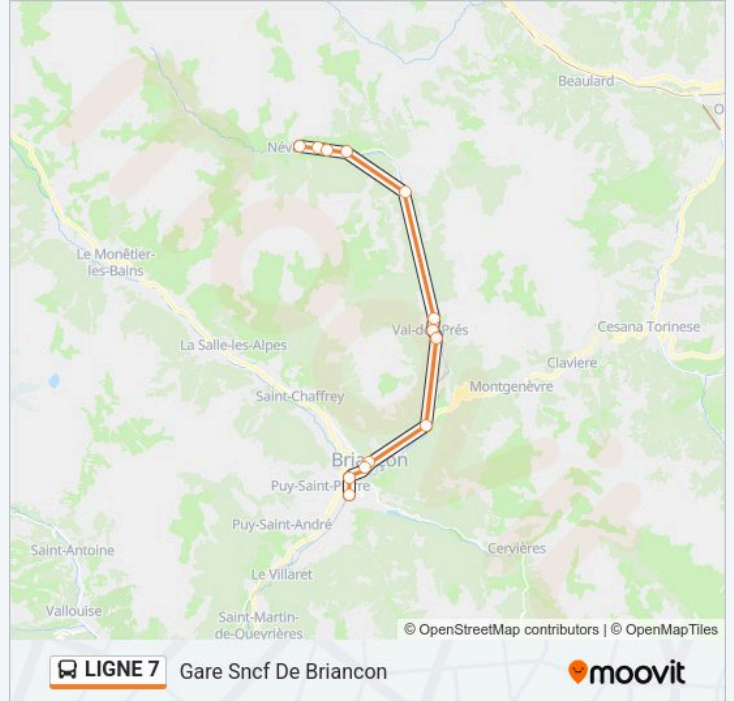 Beaulard
O
Névi
Le Monêtier-
les-Bains
Val-des-Prés
Cesana Torinese
La Salle-les-Alpes
Claviere
Montgenèvre
Saint-Chaffrey
Briançon
Puy-Saint-Pierre
Puy-Saint-André
Cervières
Saint-Antoine
Le Villaret
Vallouise
Saint-Martin-
de-Queyrières
© OpenStreetMap contributors | © OpenMapTiles
LIGNE 7
Gare Sncf De Briancon
moovit